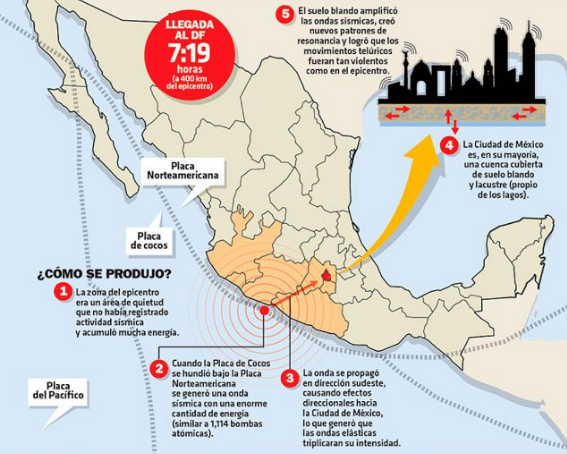 LLEGADA
AL DF
7:19
horas
(a 400 km
del epicentro)
5 El suelo blando amplificó
las ondas sísmicas, creó
nuevos patrones de
resonancia y logró que los
movimientos telúricos
fueran tan violentos
como en el epicentro.
4 La Ciudad de México
es, en su mayoría,
una cuenca cubierta
de suelo blando
y lacustre (propio
de los lagos).
Placa
Norteamericana
Placa
de cocos
¿CÓMO SE PRODUJO?
1 La zona del epicentro
era un área de quietud
que no había registrado
actividad sísmica
y acumuló mucha energía.
2 Cuando la Placa de Cocos
se hundió bajo la Placa
Norteamericana
se generó una onda
sísmica con una enorme
cantidad de energía
(similar a 1,114 bombas
atómicas).
3 La onda se propagó
en dirección sudeste,
causando efectos
direccionales hacia
la Ciudad de México,
lo que generó que
las ondas elásticas
triplicaran su intensidad.
Placa
del Pacífico